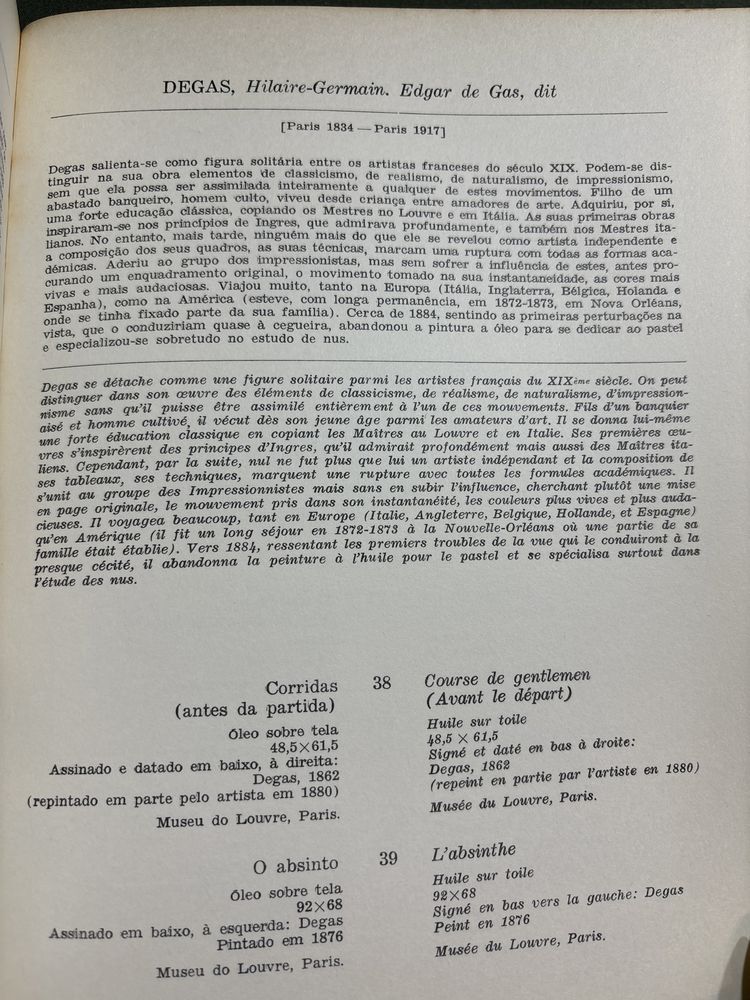 DEGAS, Hilaire-Germain. Edgar de Gas, dit
[Paris 1834 — Paris 1917]
Degas salienta-se como figura solitária entre os artistas franceses do século XIX. Podem-se dis-
tinguir na sua obra elementos de classicismo, de realismo, de naturalismo, de impressionismo,
sem que ela possa ser assimilada inteiramente a qualquer de estes movimentos. Filho de um
abastado banqueiro, homem culto, viveu desde criança entre amadores de arte. Adquiriu, por si,
uma forte educação clássica, copiando os Mestres no Louvre e em Itália. As suas primeiras obras
inspiraram-se nos princípios de Ingres, que admirava profundamente, e também nos Mestres ita-
lianos. No entanto, mais tarde, ninguém mais do que ele se revelou como artista independente e
a composição dos seus quadros, as suas técnicas, marcam uma ruptura com todas as formas aca-
démicas. Aderiu ao grupo dos impressionistas, mas sem sofrer a influência de estes, antes pro-
curando um enquadramento original, o movimento tomado na sua instantaneidade, as cores mais
vivas e mais audaciosas. Viajou muito, tanto na Europa (Itália, Inglaterra, Bélgica, Holanda e
Espanha), como na América (esteve, com longa permanência, em 1872-1873, em Nova Orléans,
onde se tinha fixado parte da sua família). Cerca de 1884, sentindo as primeiras perturbações na
vista, que o conduziriam quase à cegueira, abandonou a pintura a óleo para se dedicar ao pastel
e especializou-se sobretudo no estudo de nus.
Degas se détache comme une figure solitaire parmi les artistes français du XIXème siècle. On peut
distinguer dans son œuvre des éléments de classicisme, de réalisme, de naturalisme, d'impression-
nisme sans qu'il puisse être assimilé entièrement à l'un de ces mouvements. Fils d'un banquier
aisé et homme cultivé, il vécut dès son jeune âge parmi les amateurs d'art. Il se donna lui-même
une forte éducation classique en copiant les Maîtres au Louvre et en Italie. Ses premières œu-
vres s'inspirèrent des principes d'Ingres, qu'il admirait profondément mais aussi des Maîtres ita-
liens. Cependant, par la suite, nul ne fut plus que lui un artiste indépendant et la composition de
ses tableaux, ses techniques, marquent une rupture avec toutes les formules académiques. Il
s'unit au groupe des Impressionnistes mais sans en subir l'influence, cherchant plutôt une mise
en page originale, le mouvement pris dans son instantanéité, les couleurs plus vives et plus auda-
cieuses. Il voyagea beaucoup, tant en Europe (Italie, Angleterre, Belgique, Hollande, et Espagne)
qu'en Amérique (il fit un long séjour en 1872-1873 à la Nouvelle-Orléans où une partie de sa
famille était établie). Vers 1884, ressentant les premiers troubles de la vue qui le conduiront à la
presque cécité, il abandonna la peinture à l'huile pour le pastel et se spécialisa surtout dans
l'étude des nus.
Corridas
(antes da partida)
Óleo sobre tela
48,5×61,5
Assinado e datado em baixo, à direita:
Degas, 1862
(repintado em parte pelo artista em 1880)
Museu do Louvre, Paris.
38
Course de gentlemen
(Avant le départ)
Huile sur toile
48,5 × 61,5
Signé et daté en bas à droite:
Degas, 1862
(repeint en partie par l'artiste en 1880)
Musée du Louvre, Paris.
O absinto
Óleo sobre tela
92×68
Assinado em baixo, à esquerda: Degas
Pintado em 1876
Museu do Louvre, Paris.
39
L'absinthe
Huile sur toile
92×68
Signé en bas vers la gauche: Degas
Peint en 1876
Musée du Louvre, Paris.